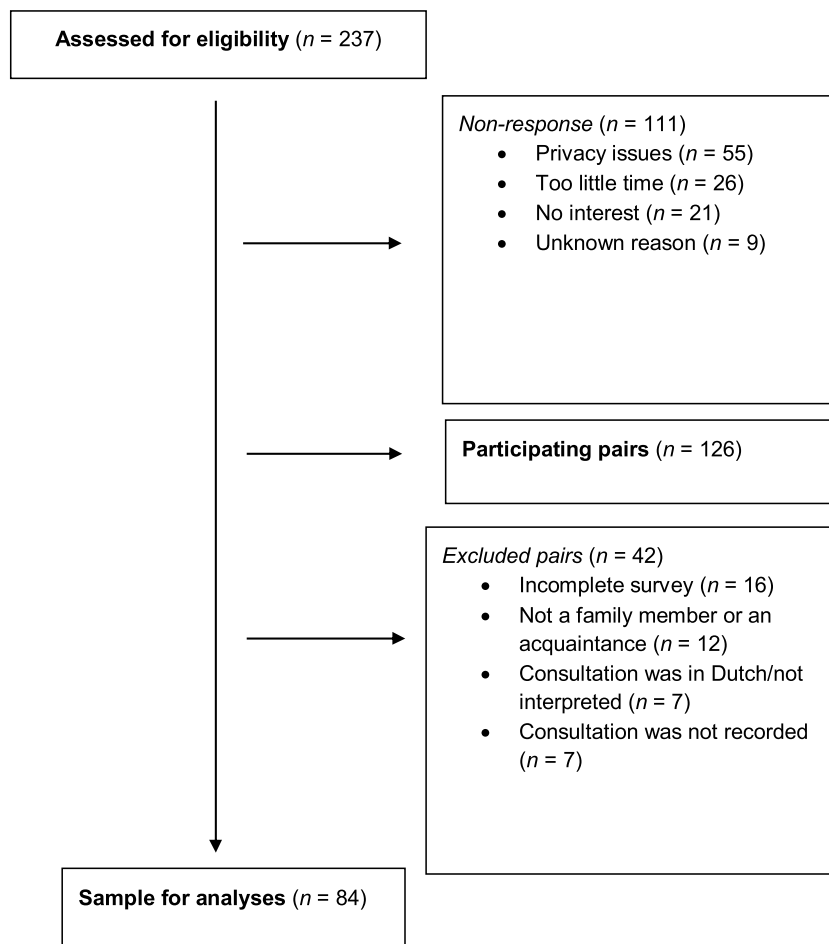 Assessed for eligibility (n = 237)
Non-response (n = 111)
• Privacy issues (n = 55)
• Too little time (n = 26)
• No interest (n = 21)
• Unknown reason (n = 9)
Participating pairs (n = 126)
Excluded pairs (n = 42)
• Incomplete survey (n = 16)
• Not a family member or an
acquaintance (n = 12)
• Consultation was in Dutch/not
interpreted (n = 7)
• Consultation was not recorded
(n = 7)
Sample for analyses (n = 84)